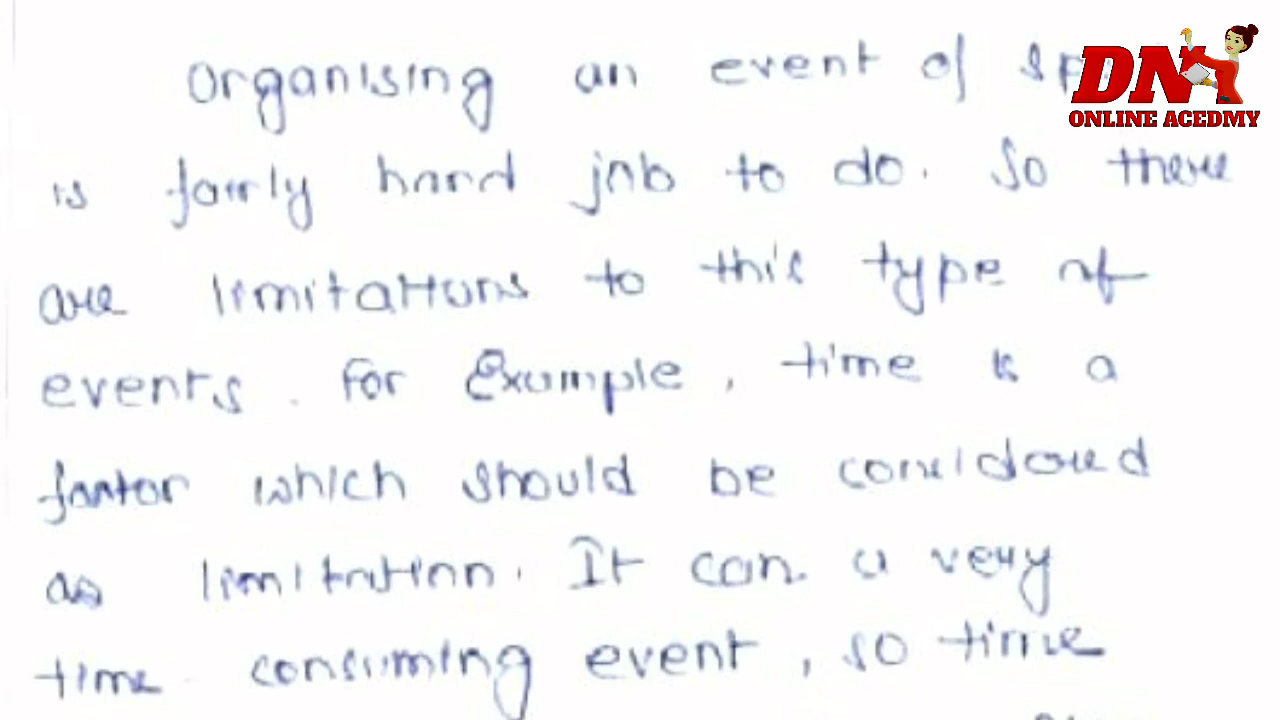 Organising an event of
DN
ONLINE ACEDMY
is fairly hard job to do. So there
are limitations to this type of
events. For Example, time is a
factor which should be considered
as limitation. It can a very
time consuming event, so time